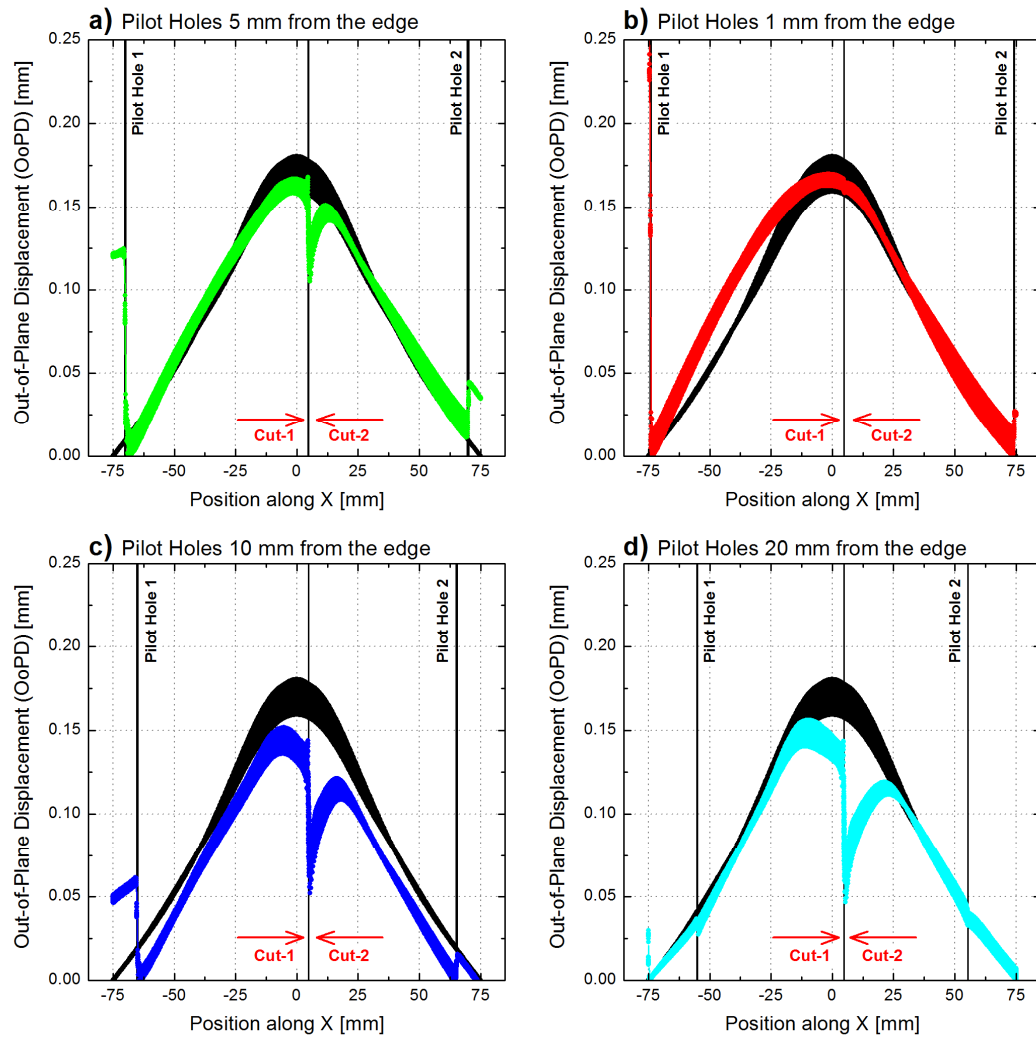 a) Pilot Holes 5 mm from the edge
Out-of-Plane Displacement (OoPD) [mm]
0.25
0.20
0.15
0.10
0.05
0.00
Pilot Hole 1
Pilot Hole 2
Cut-1
Cut-2
-75 -50 -25 0 25 50 75
Position along X [mm]
b) Pilot Holes 1 mm from the edge
Out-of-Plane Displacement (OoPD) [mm]
0.25
0.20
0.15
0.10
0.05
0.00
Pilot Hole 1
Pilot Hole 2
Cut-1
Cut-2
-75 -50 -25 0 25 50 75
Position along X [mm]
c) Pilot Holes 10 mm from the edge
Out-of-Plane Displacement (OoPD) [mm]
0.25
0.20
0.15
0.10
0.05
0.00
Pilot Hole 1
Pilot Hole 2
Cut-1
Cut-2
-75 -50 -25 0 25 50 75
Position along X [mm]
d) Pilot Holes 20 mm from the edge
Out-of-Plane Displacement (OoPD) [mm]
0.25
0.20
0.15
0.10
0.05
0.00
Pilot Hole 1
Pilot Hole 2
Cut-1
Cut-2
-75 -50 -25 0 25 50 75
Position along X [mm]